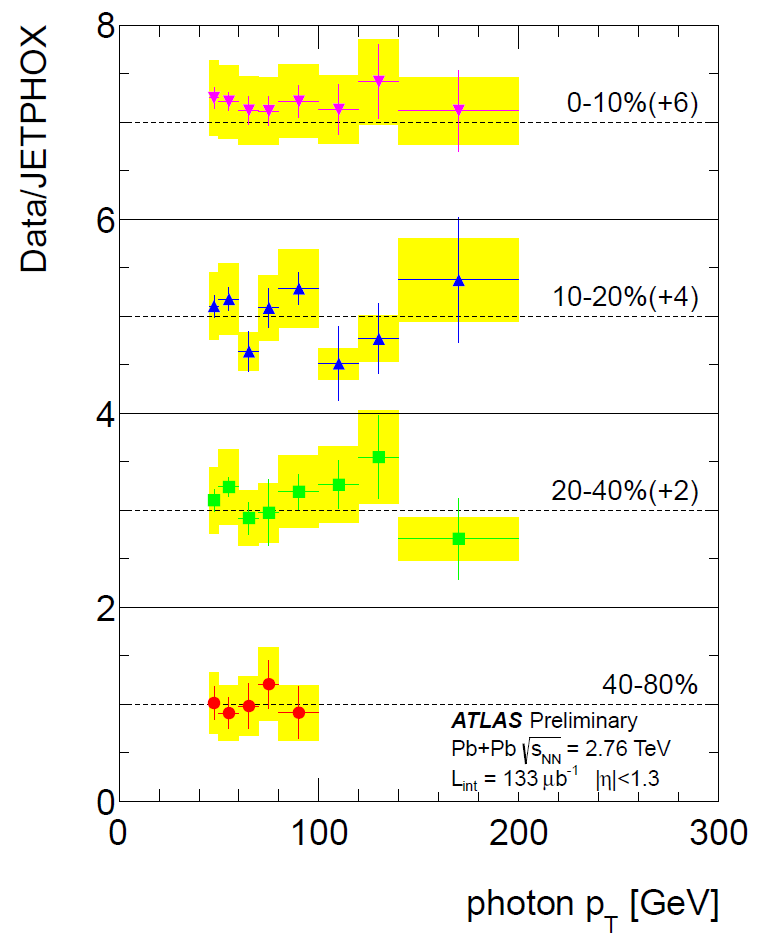 Data/JETPHOX
8
6
4
2
0
0-10%(+6)
10-20%(+4)
20-40%(+2)
40-80%
ATLAS Preliminary
Pb+Pb √sNN = 2.76 TeV
Lint = 133 μb-1 |η|<1.3
0 100 200 300
photon pT [GeV]